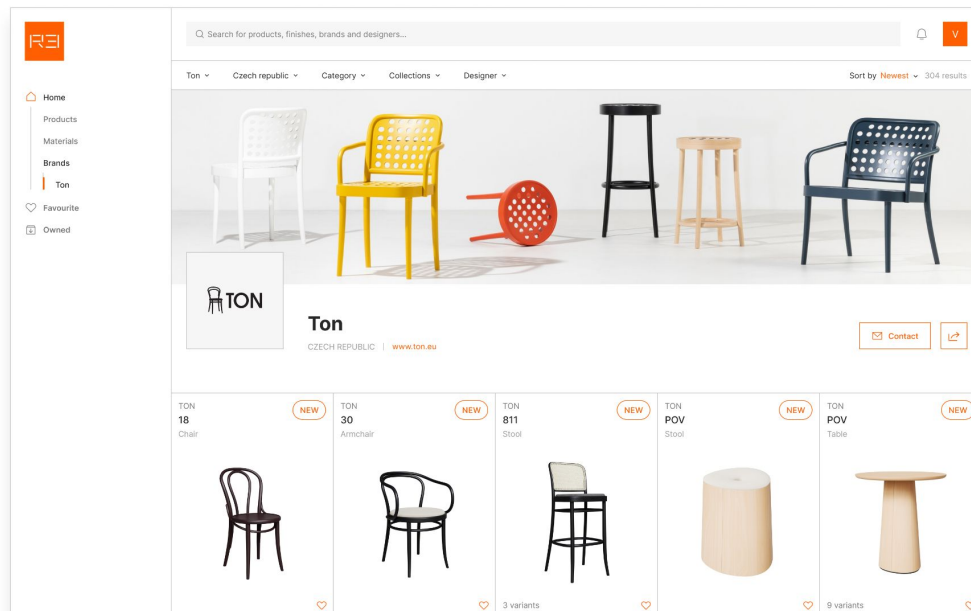 REI
Search for products, finishes, brands and designers...
V
Ton
Czech republic
Category
Collections
Designer
Sort by Newest
304 results
Home
Products
Materials
Brands
Ton
Favourite
Owned
TON
Ton
CZECH REPUBLIC | www.ton.eu
Contact
TON
NEW
18
Chair
TON
NEW
30
Armchair
TON
NEW
811
Stool
3 variants
TON
NEW
POV
Stool
TON
NEW
POV
Table
9 variants